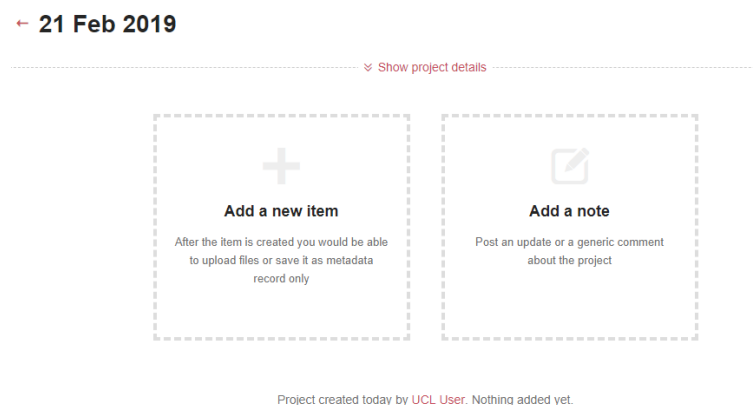 ← 21 Feb 2019
Show project details
Add a new item
After the item is created you would be able
to upload files or save it as metadata
record only
Add a note
Post an update or a generic comment
about the project
Project created today by UCL User. Nothing added yet.